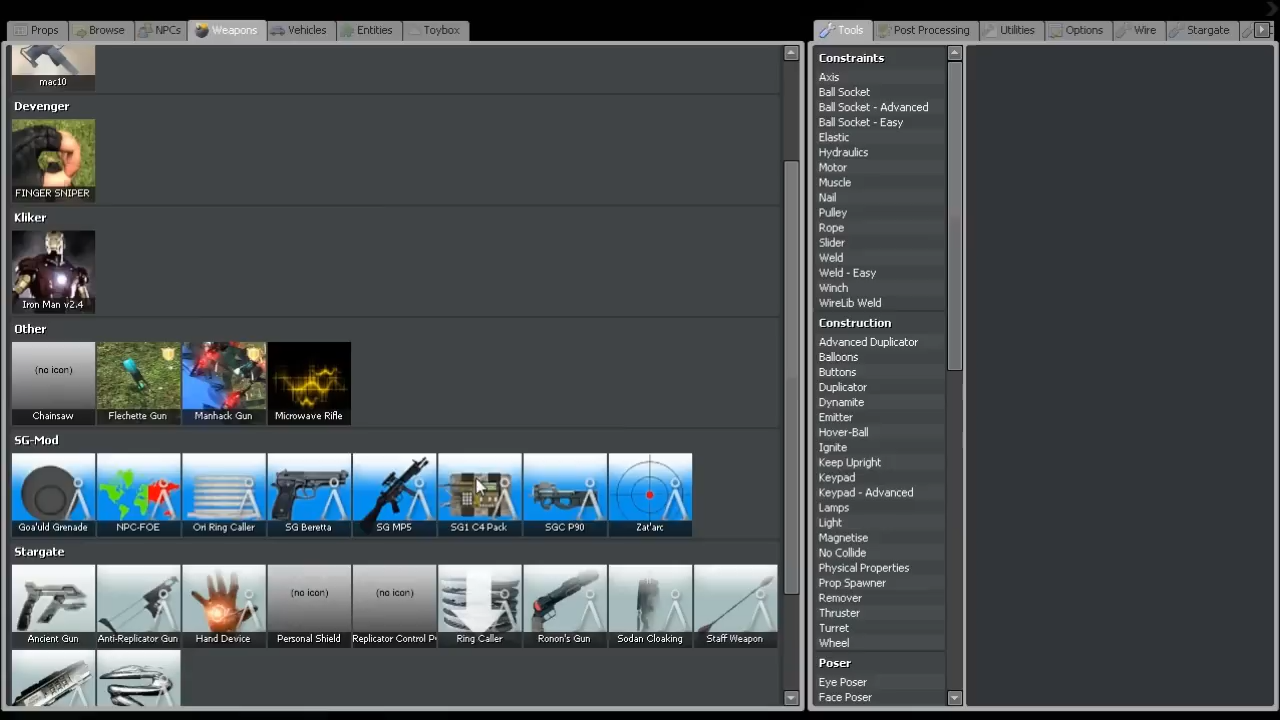 Props Browse NPCs Weapons Vehicles Entities Toybox
mac10
Devenger
FINGER SNIPER
Kliker
Iron Man v2.4
Other
(no icon)
Chainsaw Flechette Gun Manhack Gun Microwave Rifle
SG-Mod
Goa'uld Grenade NPC-FOE Ori Ring Caller SG Beretta SG MP5 SG1 C4 Pack SGC P90 Zat'arc
Stargate
(no icon) (no icon)
Ancient Gun Anti-Replicator Gun Hand Device Personal Shield Replicator Control Ring Caller Ronon's Gun Sodan Cloaking Staff Weapon
Tools Post Processing Utilities Options Wire Stargate
Constraints
Axis
Ball Socket
Ball Socket - Advanced
Ball Socket - Easy
Elastic
Hydraulics
Motor
Muscle
Nail
Pulley
Rope
Slider
Weld
Weld - Easy
Winch
WireLib Weld
Construction
Advanced Duplicator
Balloons
Buttons
Duplicator
Dynamite
Emitter
Hover-Ball
Ignite
Keep Upright
Keypad
Keypad - Advanced
Lamps
Light
Magnetise
No Collide
Physical Properties
Prop Spawner
Remover
Thruster
Turret
Wheel
Poser
Eye Poser
Face Poser